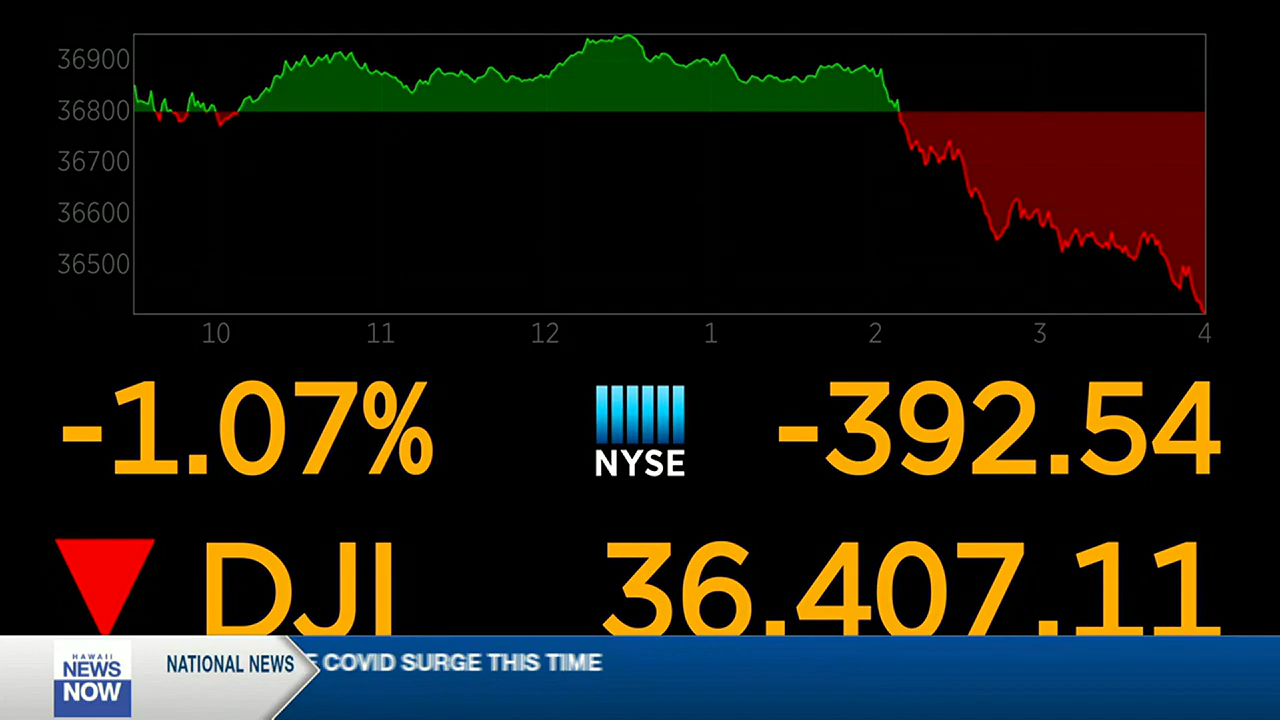 36900
36800
36700
36600
36500
10 11 12 1 2 3 4
-1.07% NYSE -392.54
DJI 36,407.11
HAWAII
NEWS
NOW
NATIONAL NEWS
E COVID SURGE THIS TIME